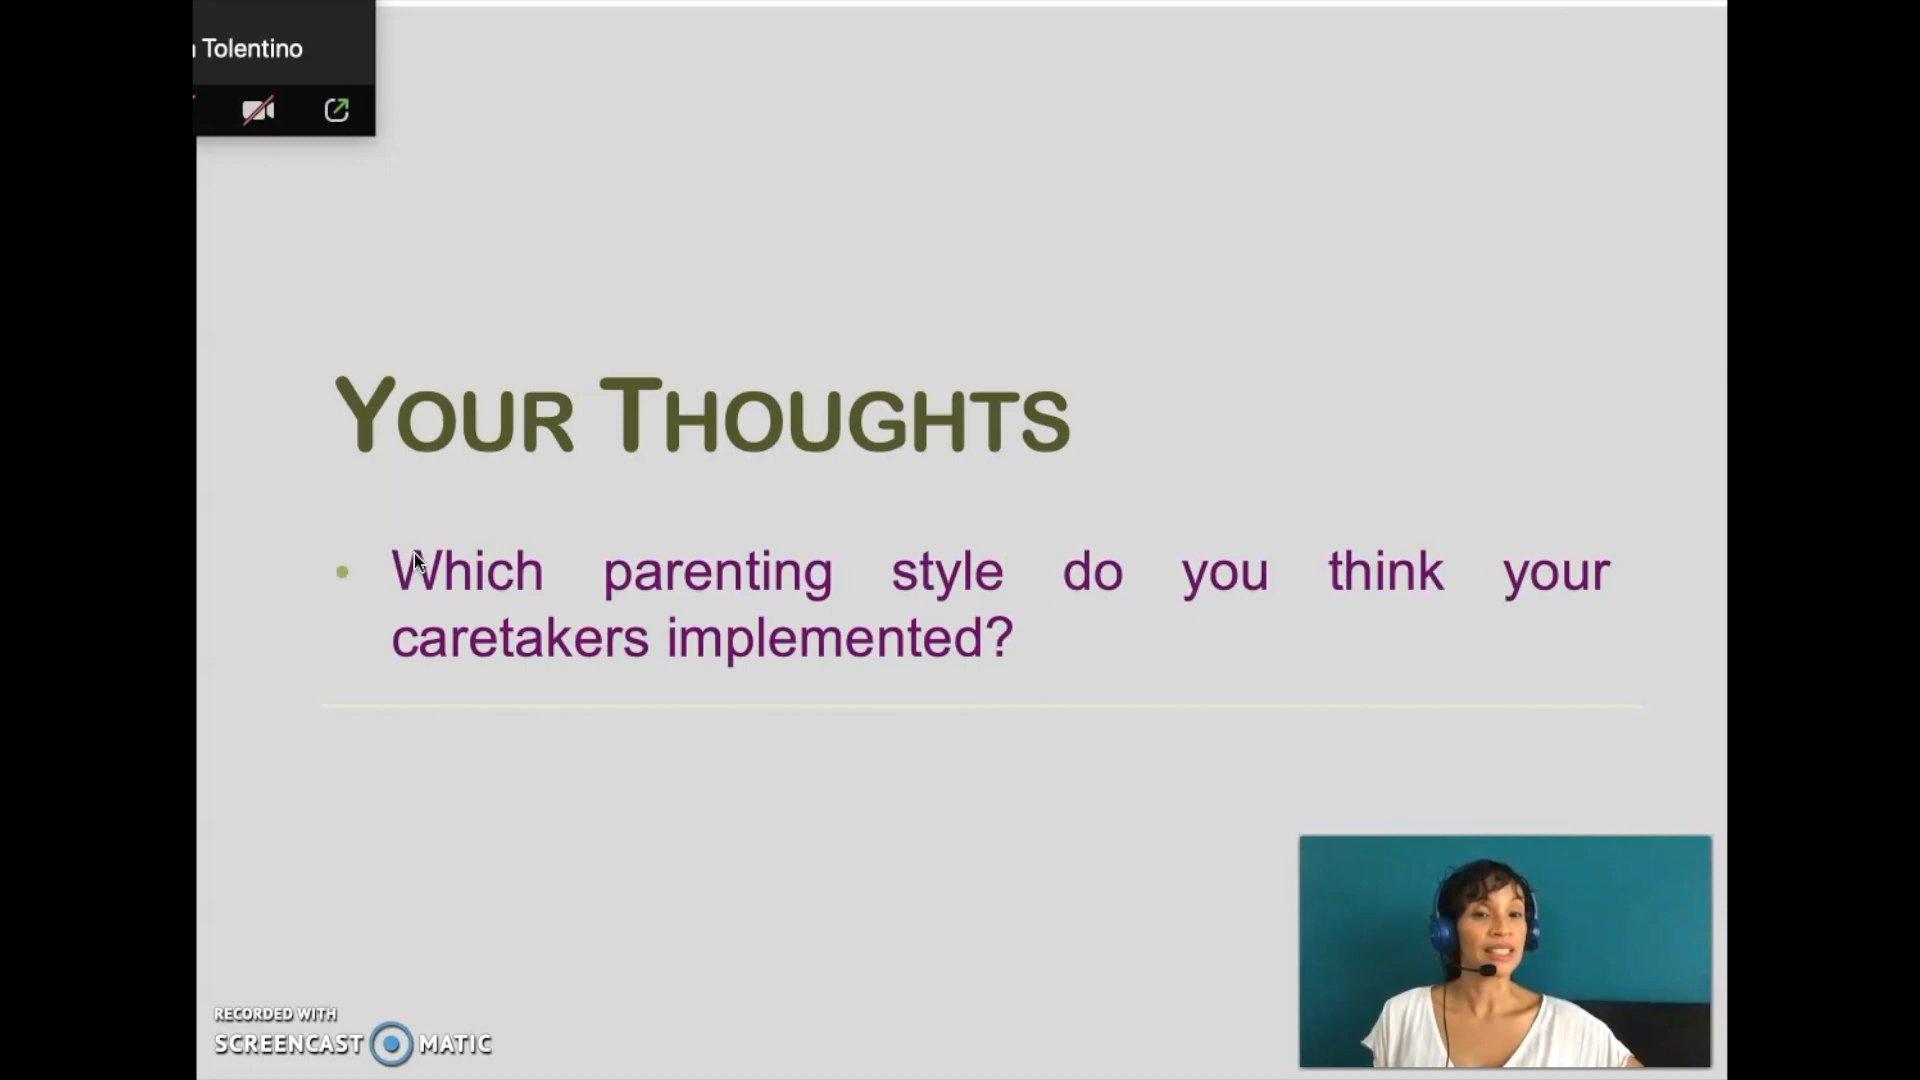 Tolentino
YOUR THOUGHTS
• Which parenting style do you think your
caretakers implemented?
RECORDED WITH
SCREENCAST MATIC